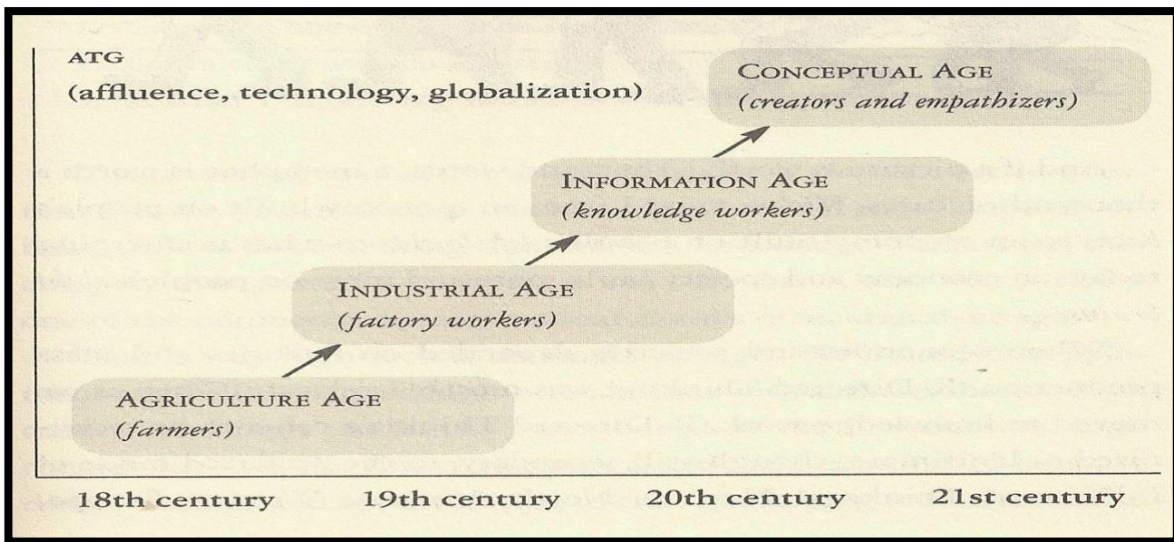 ATG
(affluence, technology, globalization)
CONCEPTUAL AGE
(creators and empathizers)
INFORMATION AGE
(knowledge workers)
INDUSTRIAL AGE
(factory workers)
AGRICULTURE AGE
(farmers)
18th century 19th century 20th century 21st century